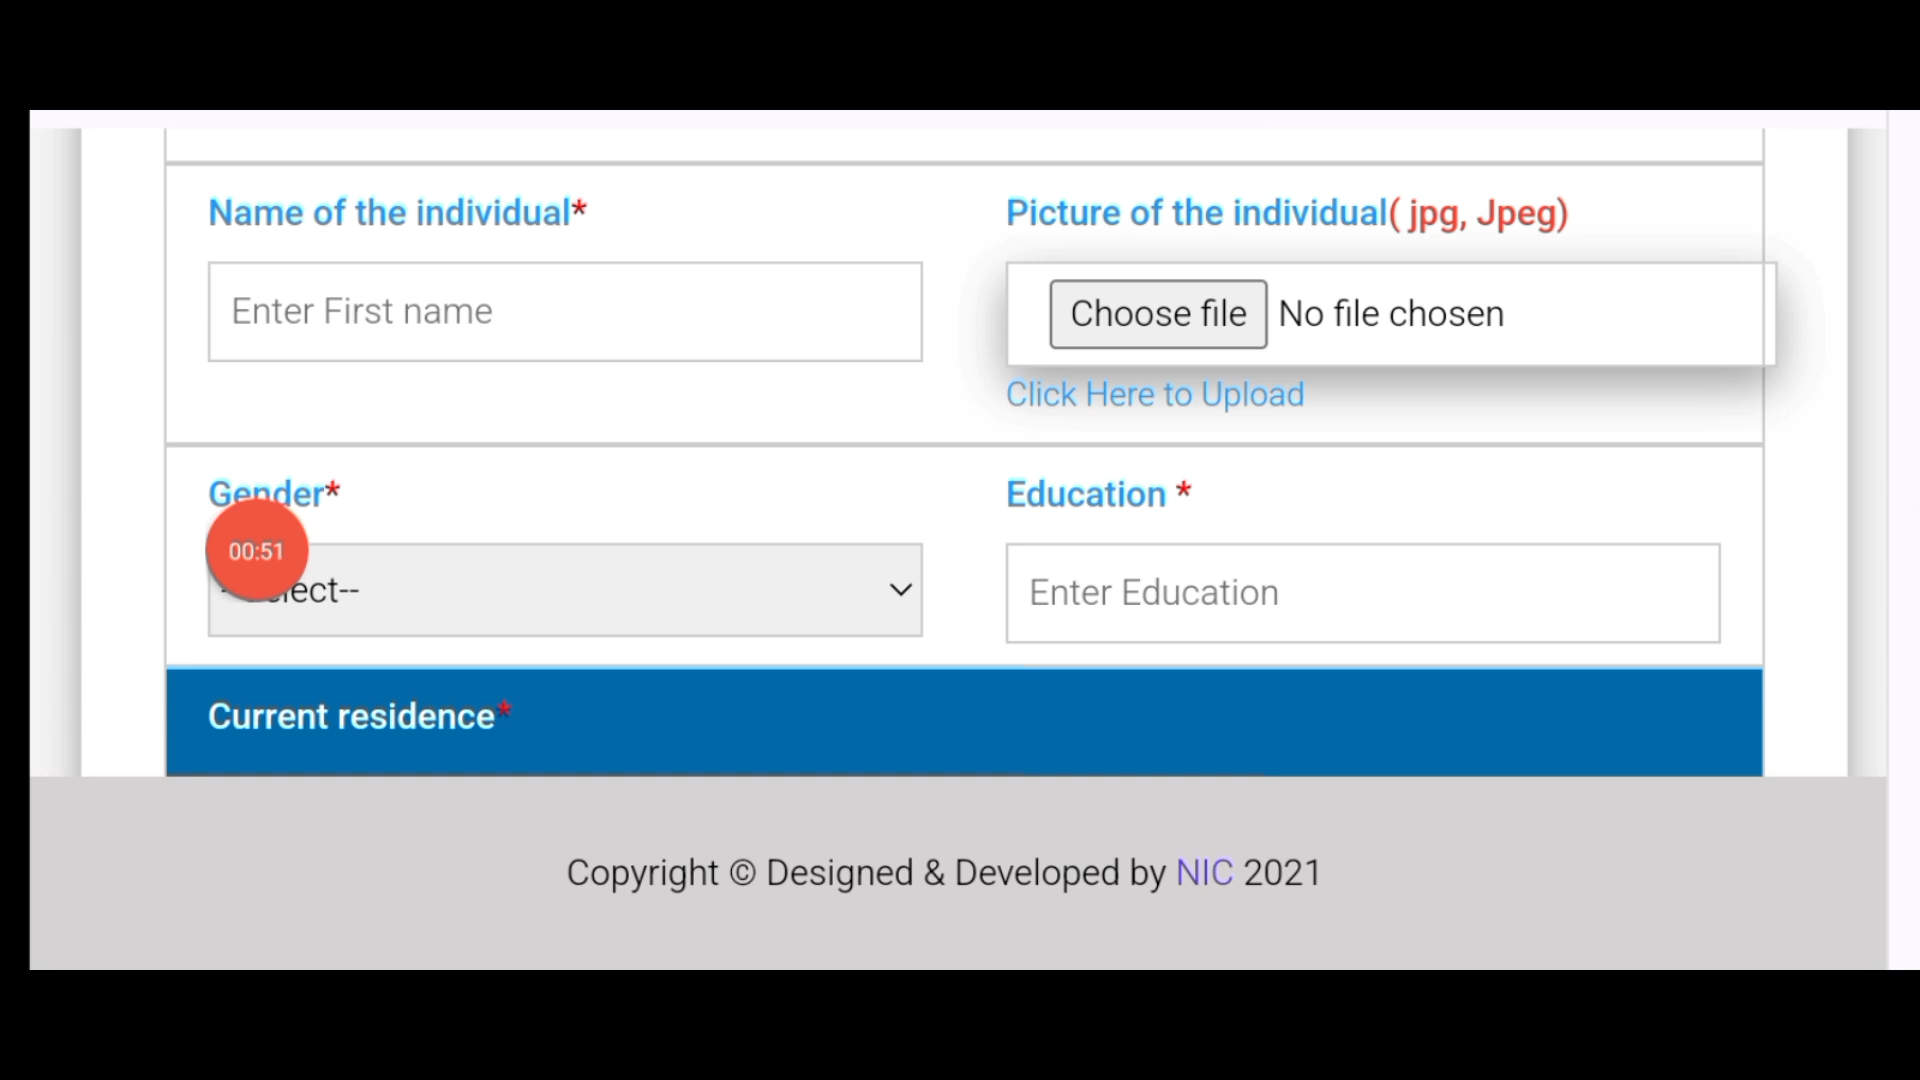 Name of the individual*
Picture of the individual( jpg, Jpeg)
Enter First name
Choose file No file chosen
Click Here to Upload
Gender*
Education *
00:51
Enter Education
Current residence*
Copyright © Designed & Developed by NIC 2021